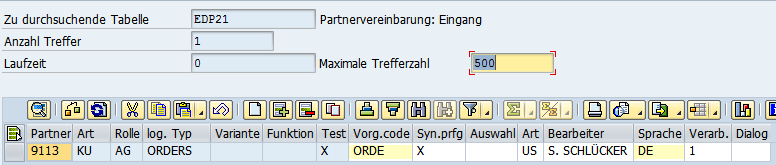 Zu durchsuchende Tabelle EDP21 Partnervereinbarung: Eingang
Anzahl Treffer 1
Laufzeit 0 Maximale Trefferzahl 500
Partner Art Rolle log. Typ Variante Funktion Test Vorg.code Syn.prfg Auswahl Art Bearbeiter Sprache Verarb. Dialog
9113 KU AG ORDERS X ORDE X US S. SCHLÜCKER DE 1